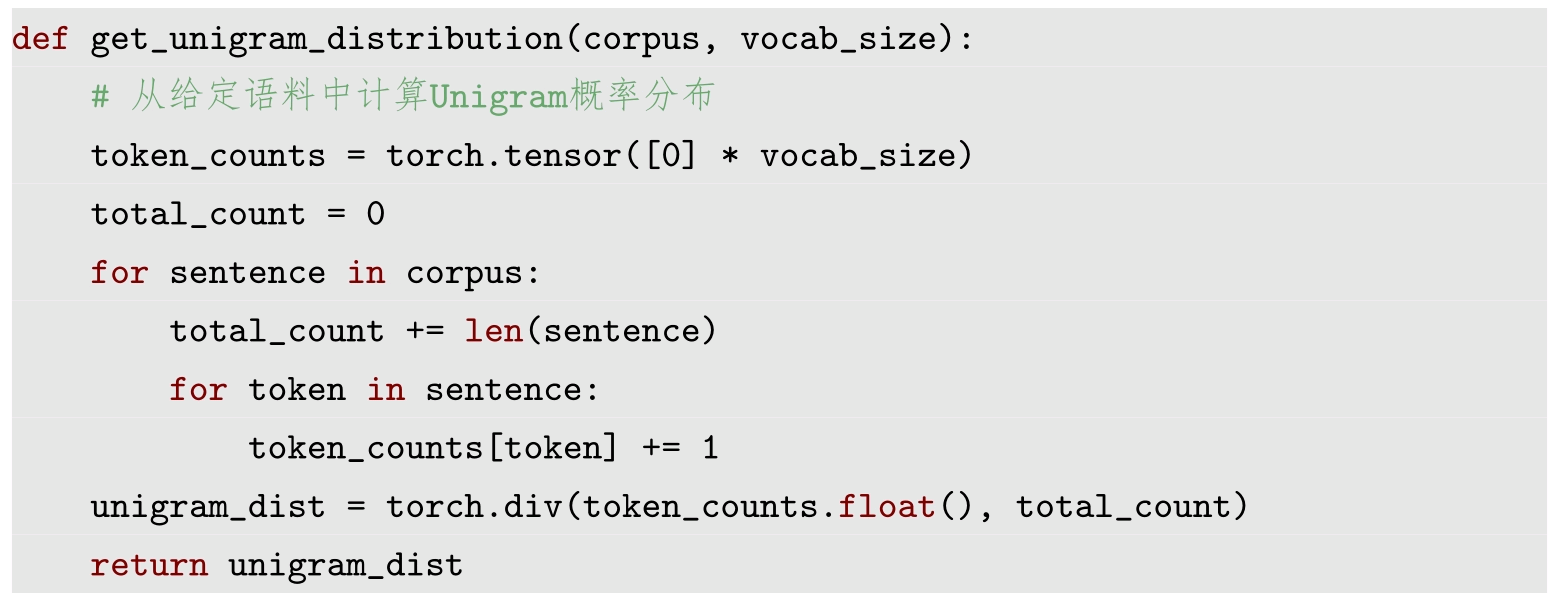 def get_unigram_distribution(corpus, vocab_size):
    # 从给定语料中计算Unigram概率分布
    token_counts = torch.tensor([0] * vocab_size)
    total_count = 0
    for sentence in corpus:
        total_count += len(sentence)
        for token in sentence:
            token_counts[token] += 1
    unigram_dist = torch.div(token_counts.float(), total_count)
    return unigram_dist